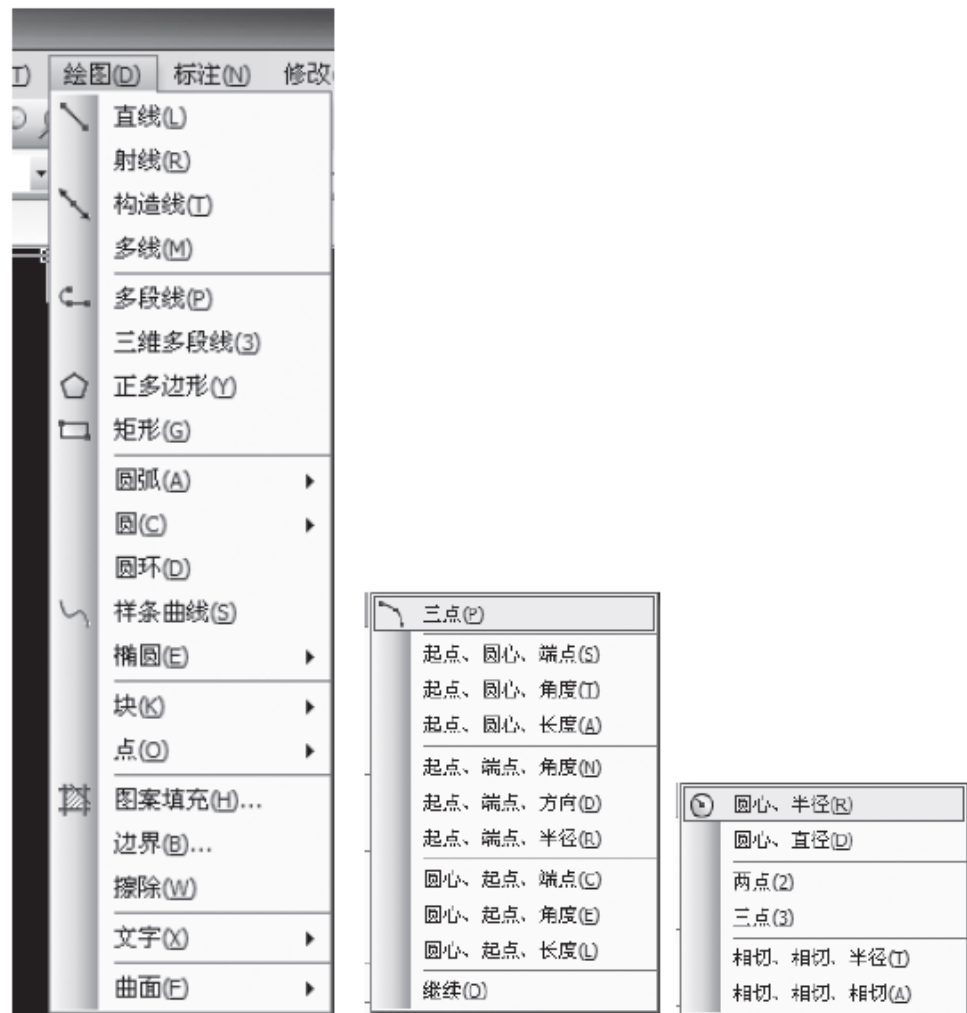 T) 绘图(D) 标注(N) 修改
直线(L)
射线(R)
构造线(T)
多线(M)
多段线(P)
三维多段线(3)
正多边形(Y)
矩形(G)
圆弧(A)
圆(C)
圆环(D)
样条曲线(S)
椭圆(E)
块(K)
点(O)
图案填充(H)...
边界(B)...
擦除(W)
文字(X)
曲面(F)
三点(P)
起点、圆心、端点(S)
起点、圆心、角度(T)
起点、圆心、长度(A)
起点、端点、角度(N)
起点、端点、方向(D)
起点、端点、半径(R)
圆心、起点、端点(C)
圆心、起点、角度(E)
圆心、起点、长度(L)
继续(O)
圆心、半径(R)
圆心、直径(D)
两点(2)
三点(3)
相切、相切、半径(T)
相切、相切、相切(A)